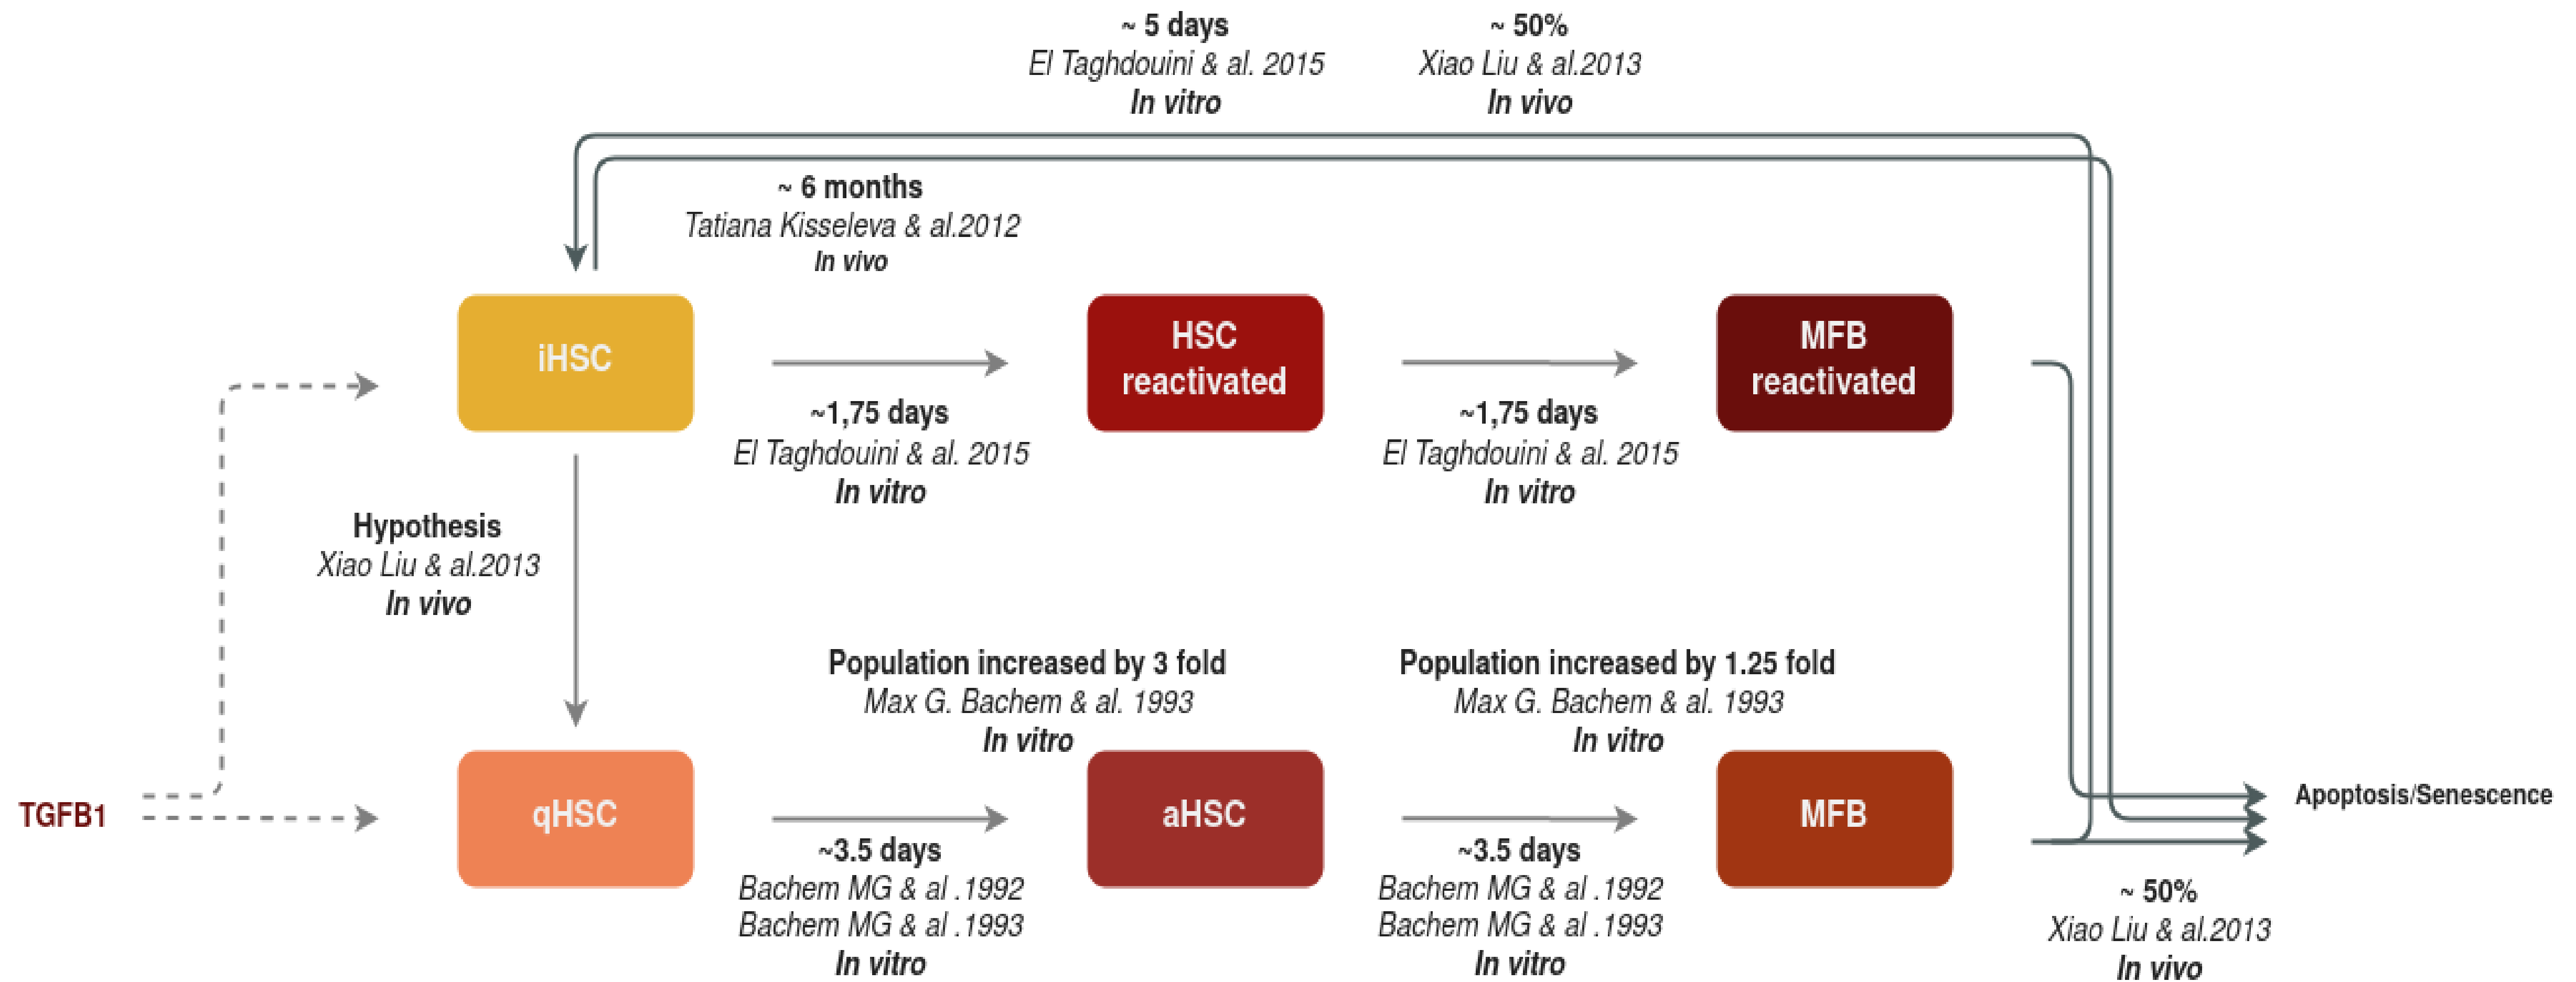 ~ 5 days
El Taghdouini & al. 2015
In vitro
~ 50%
Xiao Liu & al.2013
In vivo
~ 6 months
Tatiana Kisseleva & al.2012
In vivo
iHSC
HSC
reactivated
MFB
reactivated
~1,75 days
El Taghdouini & al. 2015
In vitro
~1,75 days
El Taghdouini & al. 2015
In vitro
Hypothesis
Xiao Liu & al.2013
In vivo
Population increased by 3 fold
Max G. Bachem & al. 1993
In vitro
Population increased by 1.25 fold
Max G. Bachem & al. 1993
In vitro
TGFB1
qHSC
aHSC
MFB
Apoptosis/Senescence
~3.5 days
Bachem MG & al .1992
Bachem MG & al .1993
In vitro
~3.5 days
Bachem MG & al .1992
Bachem MG & al .1993
In vitro
~ 50%
Xiao Liu & al.2013
In vivo